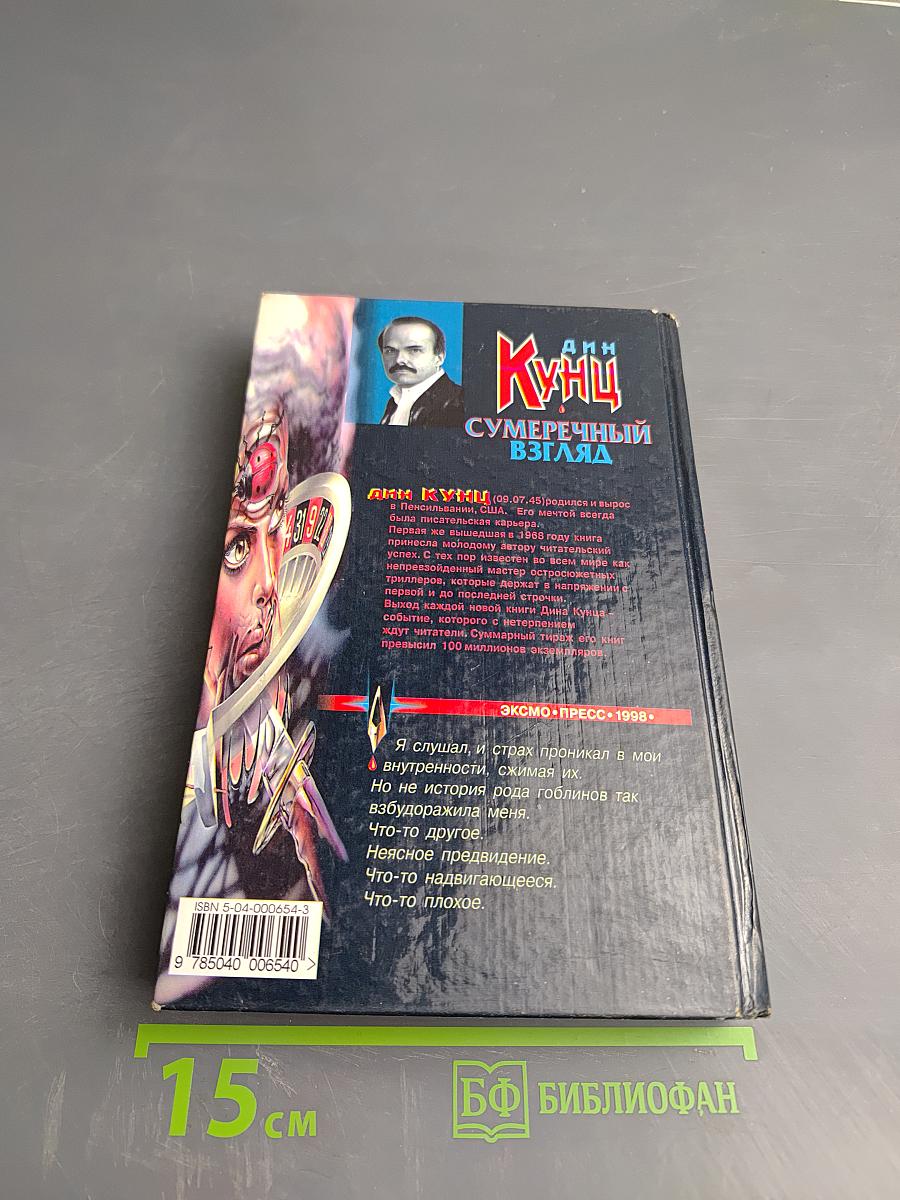 ДИН
КУНЦ
СУМЕРЕЧНЫЙ
ВЗГЛЯД
ДИН КУНЦ (09.07.45) родился и вырос
в Пенсильвании, США. Его мечтой всегда
была писательская карьера.
Первая же вышедшая в 1968 году книга
принесла молодому автору читательский
успех. С тех пор известен во всем мире как
непревзойденный мастер остросюжетных
триллеров, которые держат в напряжении с
первой и до последней строчки.
Выход каждой новой книги Дина Кунца –
событие, которого с нетерпением
ждут читатели. Суммарный тираж его книг
превысил 100 миллионов экземпляров.
ЭКСМО•ПРЕСС•1998•
Я слушал, и страх проникал в мои
внутренности, сжимая их.
Но не история рода гоблинов так
взбудоражила меня.
Что-то другое.
Неясное предвидение.
Что-то надвигающееся.
Что-то плохое.
ISBN 5-04-000654-3
9 785040 006540 >
15 см
БФ БИБЛИОФАН